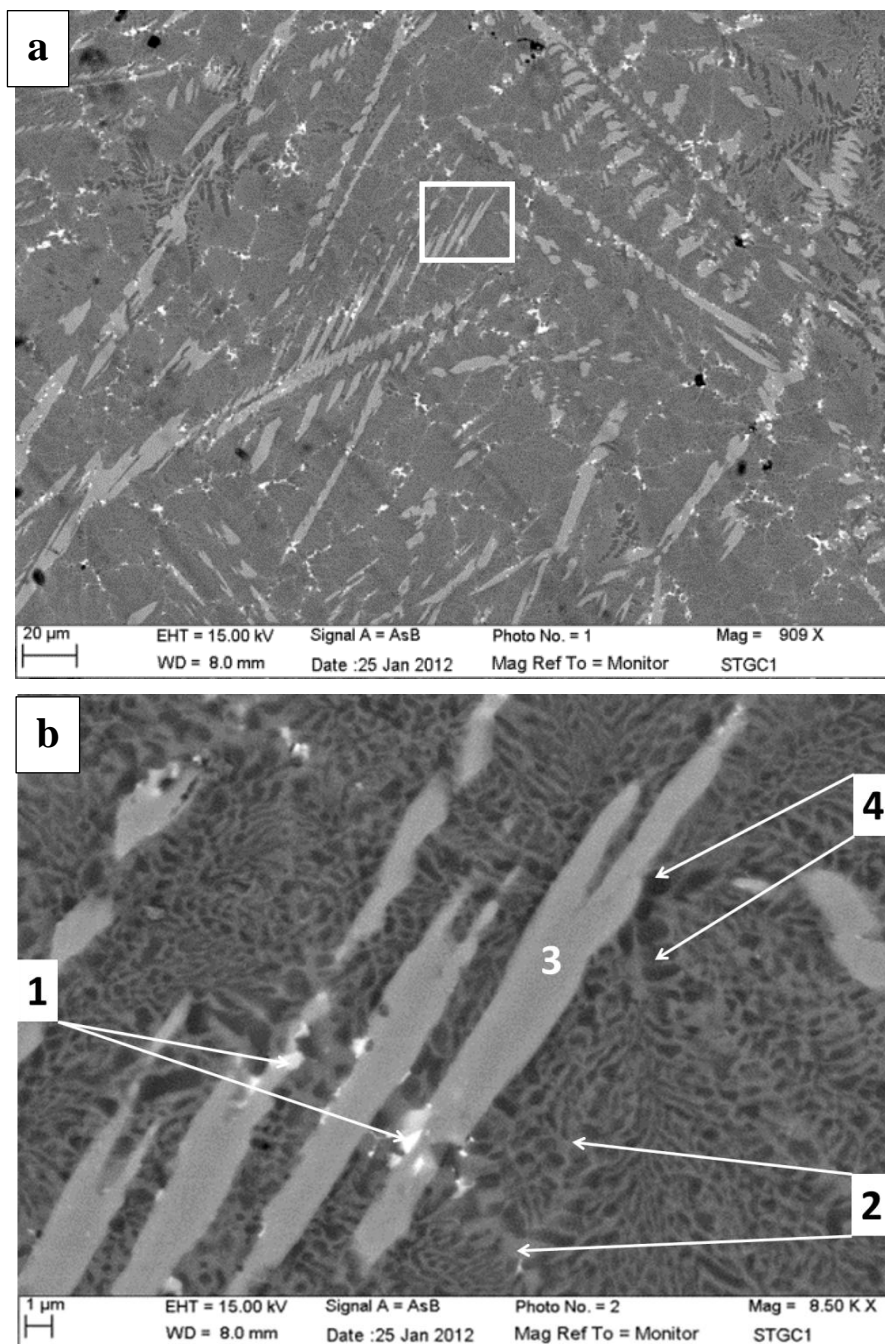 a
20 µm EHT = 15.00 kV Signal A = AsB Photo No. = 1 Mag = 909 X
WD = 8.0 mm Date :25 Jan 2012 Mag Ref To = Monitor STGC1
b
4
3
1
2
1 µm EHT = 15.00 kV Signal A = AsB Photo No. = 2 Mag = 8.50 K X
WD = 8.0 mm Date :25 Jan 2012 Mag Ref To = Monitor STGC1